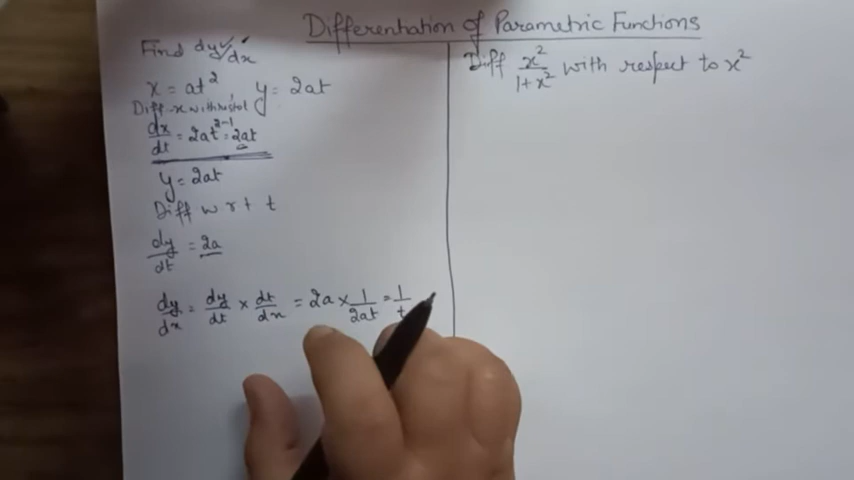 Differentiation of Parametric Functions
Find dy/dx
x = at², y = 2at
Diff x with r to t
dx/dt = 2at²⁻¹ = 2at
y = 2at
Diff w r t t
dy/dt = 2a
dy/dx = dy/dt × dt/dx = 2a × 1/2at = 1/t
Diff x²/1+x² with respect to x²